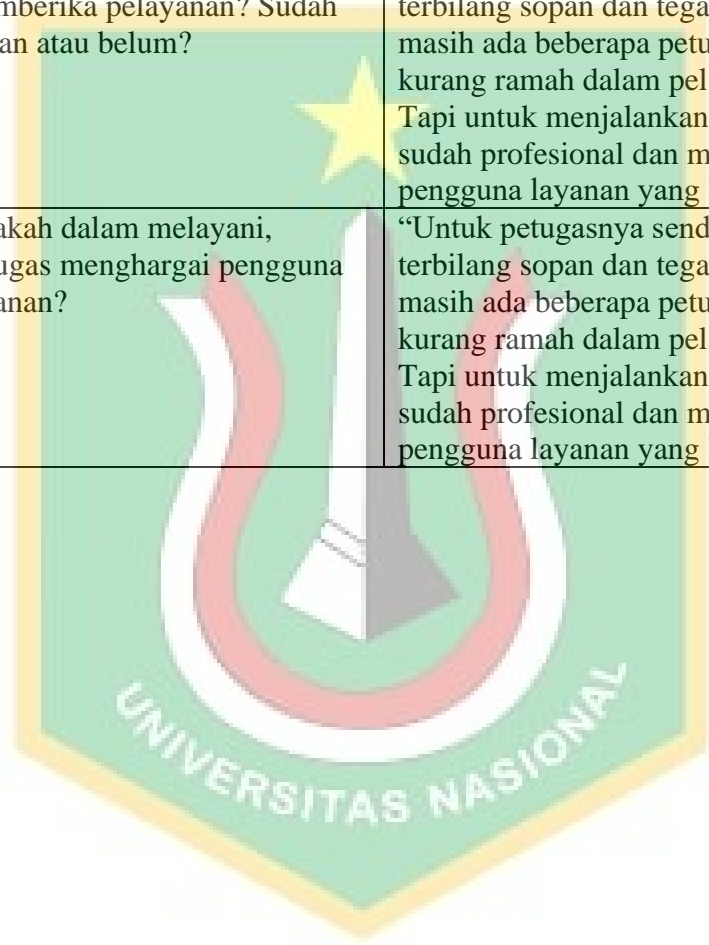 mberika pelayanan? Sudah
an atau belum?
terbilang sopan dan tega
masih ada beberapa petu
kurang ramah dalam pel
Tapi untuk menjalankan
sudah profesional dan m
pengguna layanan yang
akah dalam melayani,
ugas menghargai pengguna
anan?
“Untuk petugasnya send
terbilang sopan dan tega
masih ada beberapa petu
kurang ramah dalam pel
Tapi untuk menjalankan
sudah profesional dan m
pengguna layanan yang
UNIVERSITAS NASIONAL